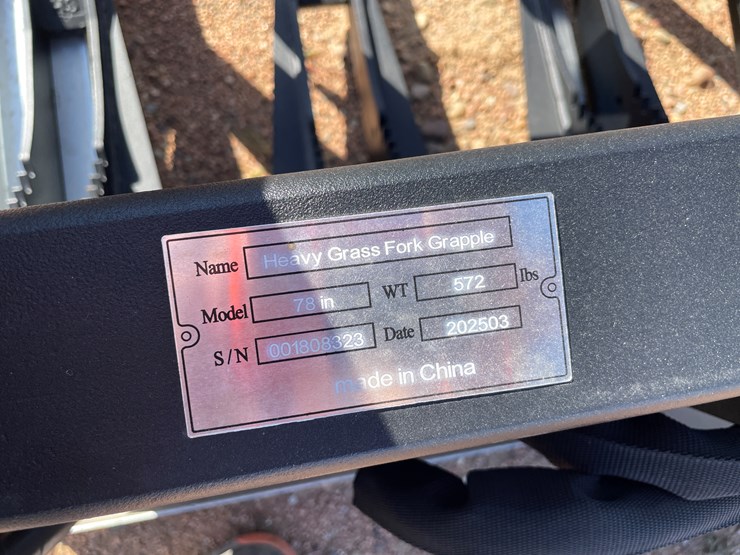 Name Heavy Grass Fork Grapple
Model 78 in WT 572 lbs
S/N 001808323 Date 202503
made in China